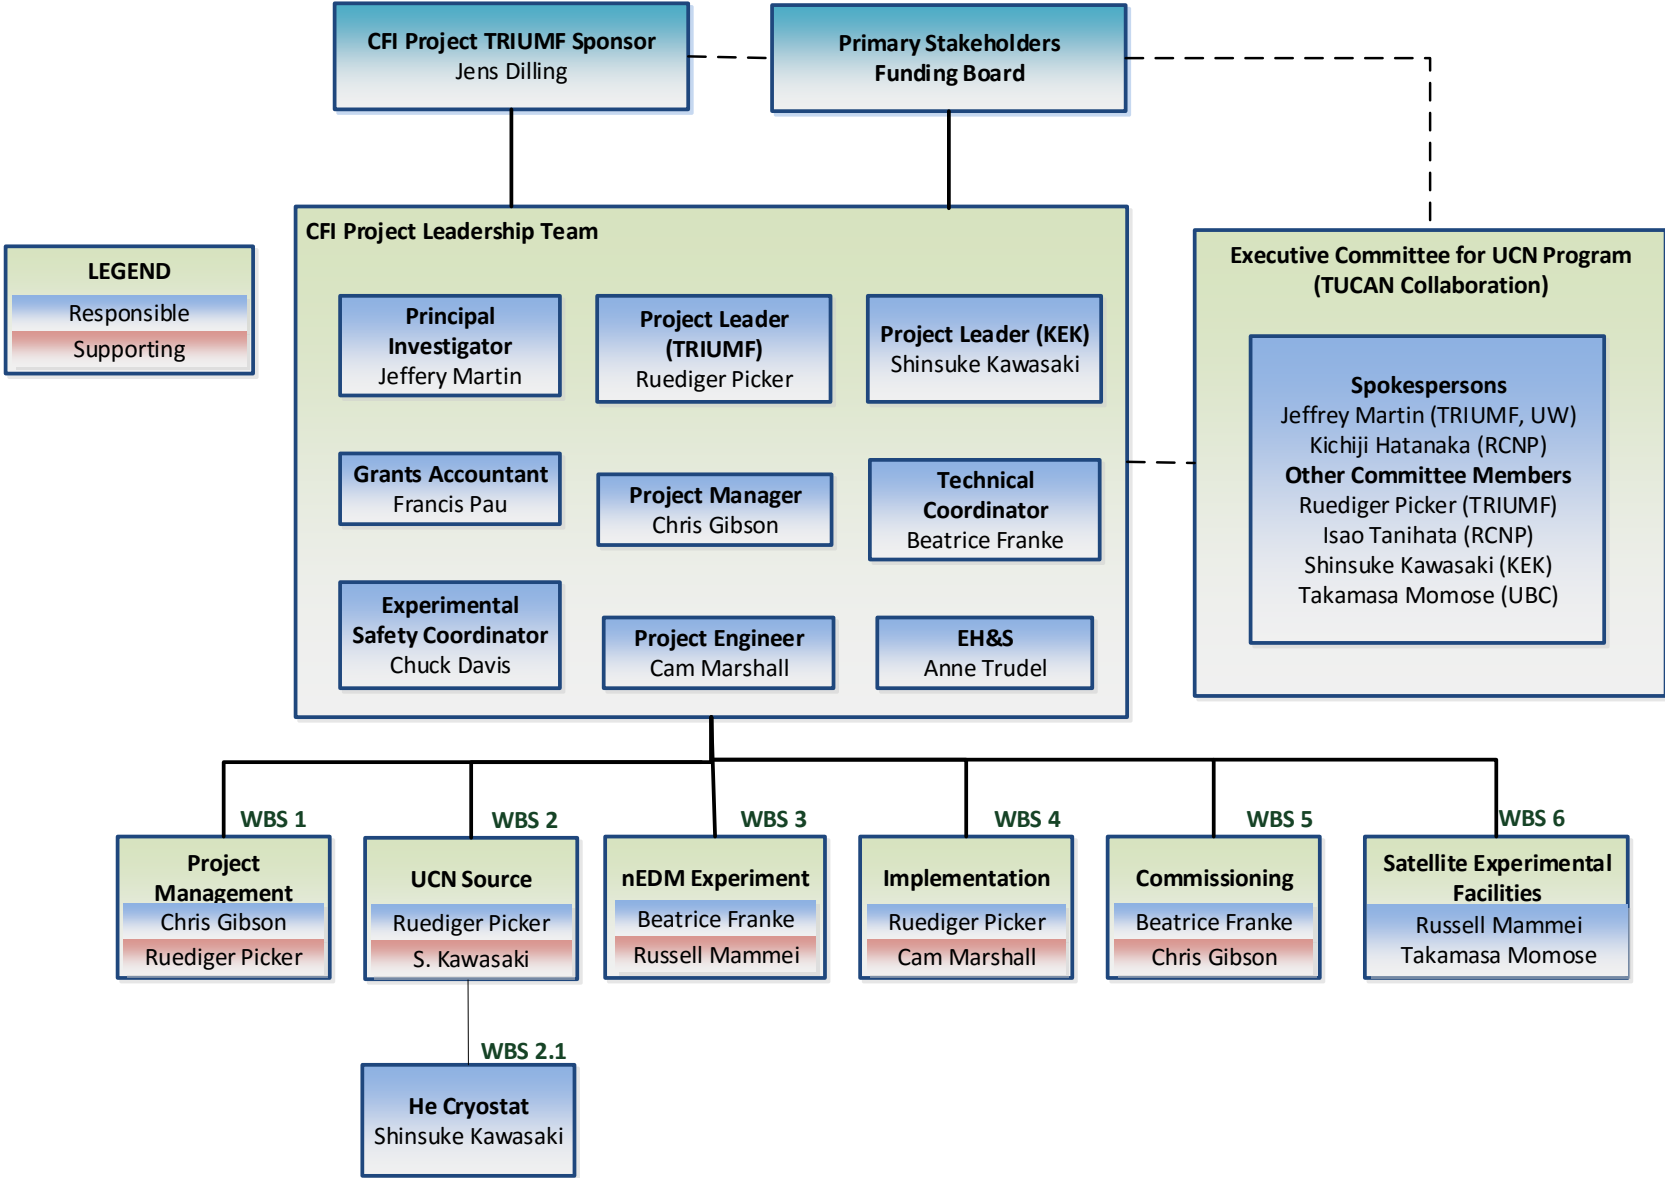 CFI Project TRIUMF Sponsor
Jens Dilling
Primary Stakeholders
Funding Board
CFI Project Leadership Team
LEGEND
Responsible
Supporting
Principal
Investigator
Jeffery Martin
Project Leader
(TRIUMF)
Ruediger Picker
Project Leader (KEK)
Shinsuke Kawasaki
Grants Accountant
Francis Pau
Project Manager
Chris Gibson
Technical
Coordinator
Beatrice Franke
Experimental
Safety Coordinator
Chuck Davis
Project Engineer
Cam Marshall
EH&S
Anne Trudel
Executive Committee for UCN Program
(TUCAN Collaboration)
Spokespersons
Jeffrey Martin (TRIUMF, UW)
Kichiji Hatanaka (RCNP)
Other Committee Members
Ruediger Picker (TRIUMF)
Isao Tanihata (RCNP)
Shinsuke Kawasaki (KEK)
Takamasa Momose (UBC)
WBS 1
Project
Management
Chris Gibson
Ruediger Picker
WBS 2
UCN Source
Ruediger Picker
S. Kawasaki
WBS 3
nEDM Experiment
Beatrice Franke
Russell Mammei
WBS 4
Implementation
Ruediger Picker
Cam Marshall
WBS 5
Commissioning
Beatrice Franke
Chris Gibson
WBS 6
Satellite Experimental
Facilities
Russell Mammei
Takamasa Momose
WBS 2.1
He Cryostat
Shinsuke Kawasaki